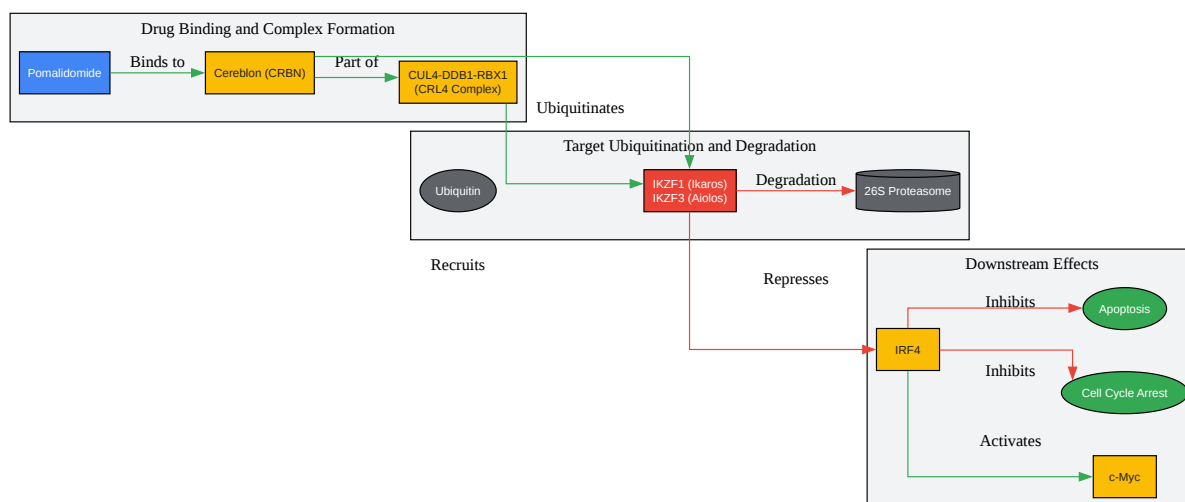 Drug Binding and Complex Formation
Pomalidomide
Binds to
Cereblon (CRBN)
Part of
CUL4-DDB1-RBX1
(CRL4 Complex)
Ubiquitinates
Target Ubiquitination and Degradation
Ubiquitin
IKZF1 (Ikaros)
IKZF3 (Aiolos)
Degradation
26S Proteasome
Recruits
Represses
Downstream Effects
IRF4
Inhibits
Apoptosis
Inhibits
Cell Cycle Arrest
Activates
c-Myc